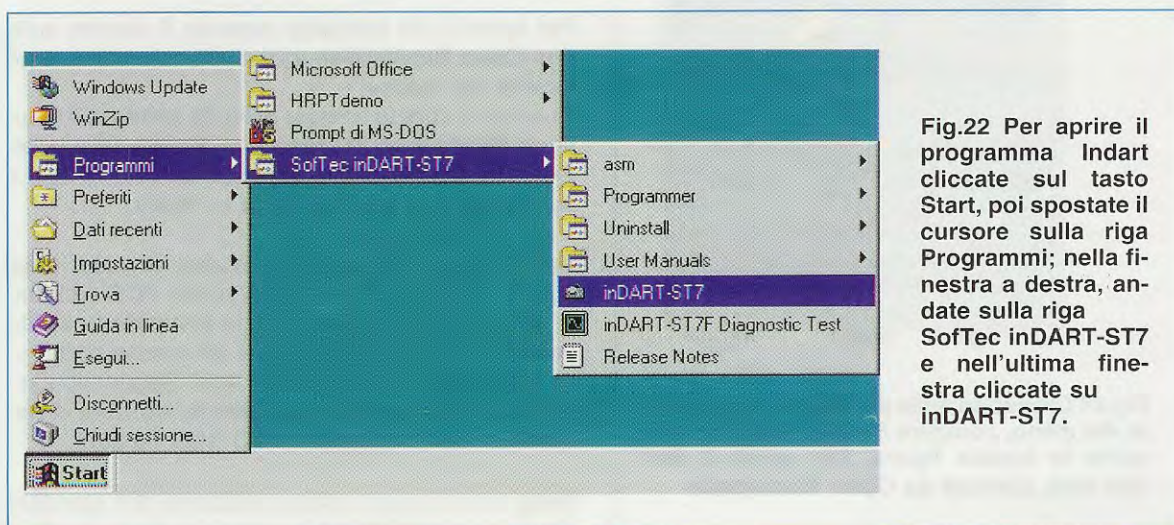 Windows Update
WinZip
Programmi
Preferiti
Dati recenti
Impostazioni
Trova
Guida in linea
Esegui...
Disconnetti...
Chiudi sessione...
Start
Microsoft Office
HRPTdemo
Prompt di MS-DOS
SofTec inDART-ST7
asm
Programmer
Uninstall
User Manuals
inDART-ST7
inDART-ST7F Diagnostic Test
Release Notes
Fig.22 Per aprire il
programma Indart
cliccate sul tasto
Start, poi spostate il
cursore sulla riga
Programmi; nella fi-
nestra a destra, an-
date sulla riga
SofTec inDART-ST7
e nell'ultima fine-
stra cliccate su
inDART-ST7.